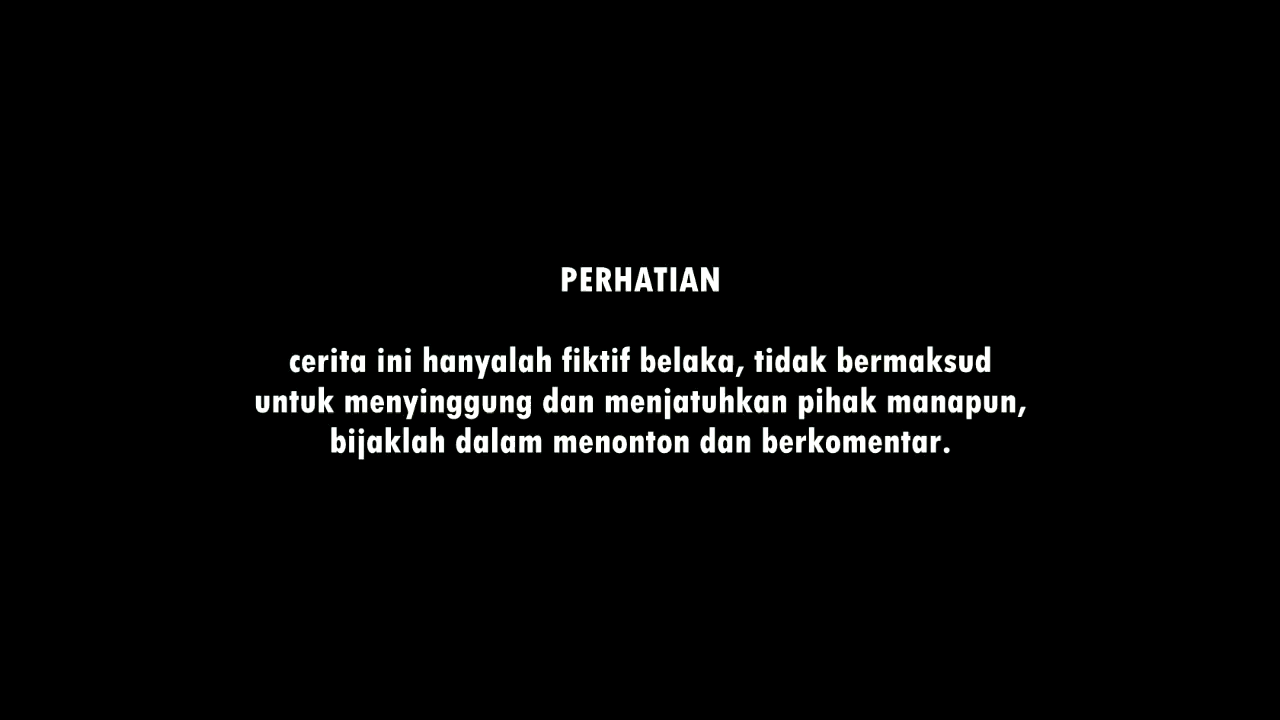 PERHATIAN
cerita ini hanyalah fiktif belaka, tidak bermaksud
untuk menyinggung dan menjatuhkan pihak manapun,
bijaklah dalam menonton dan berkomentar.